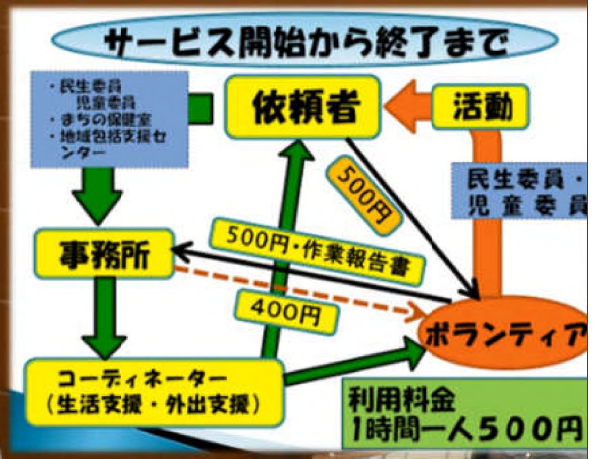 サービス開始から終了まで
・民生委員
児童委員
・まちの保健室
・地域包括支援セ
ンター
依頼者
活動
500円
民生委員・
児童委員
事務所
500円・作業報告書
400円
ボランティア
コーディネーター
（生活支援・外出支援）
利用料金
1時間一人500円